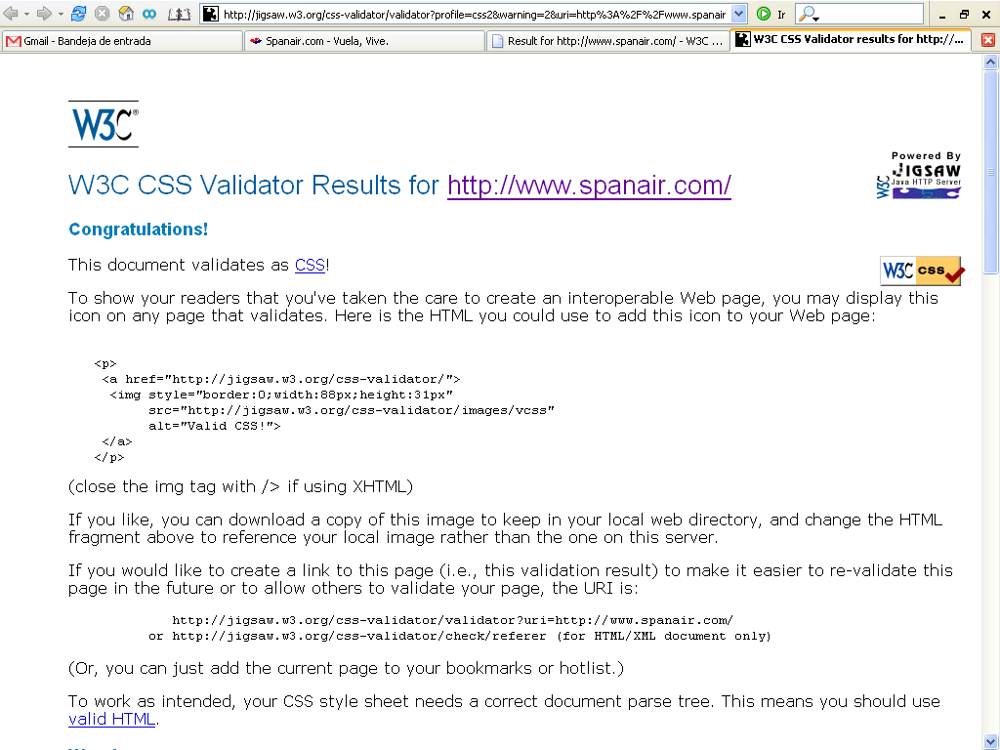 http://jigsaw.w3.org/css-validator/validator?profile=css2&warning=2&uri=http%3A%2F%2Fwww.spanair
Ir
Gmail - Bandeja de entrada
Spanair.com - Vuela, Vive.
Result for http://www.spanair.com/ - W3C ...
W3C CSS Validator results for http://...
W3C®
Powered By
JIGSAW
W3C Java HTTP Server
W3C CSS Validator Results for http://www.spanair.com/
Congratulations!
This document validates as CSS!
W3C css
To show your readers that you've taken the care to create an interoperable Web page, you may display this
icon on any page that validates. Here is the HTML you could use to add this icon to your Web page:
<p>
<a href="http://jigsaw.w3.org/css-validator/">
<img style="border:0;width:88px;height:31px"
src="http://jigsaw.w3.org/css-validator/images/vcss"
alt="Valid CSS!">
</a>
</p>
(close the img tag with /> if using XHTML)
If you like, you can download a copy of this image to keep in your local web directory, and change the HTML
fragment above to reference your local image rather than the one on this server.
If you would like to create a link to this page (i.e., this validation result) to make it easier to re-validate this
page in the future or to allow others to validate your page, the URI is:
http://jigsaw.w3.org/css-validator/validator?uri=http://www.spanair.com/
or http://jigsaw.w3.org/css-validator/check/referer (for HTML/XML document only)
(Or, you can just add the current page to your bookmarks or hotlist.)
To work as intended, your CSS style sheet needs a correct document parse tree. This means you should use
valid HTML.